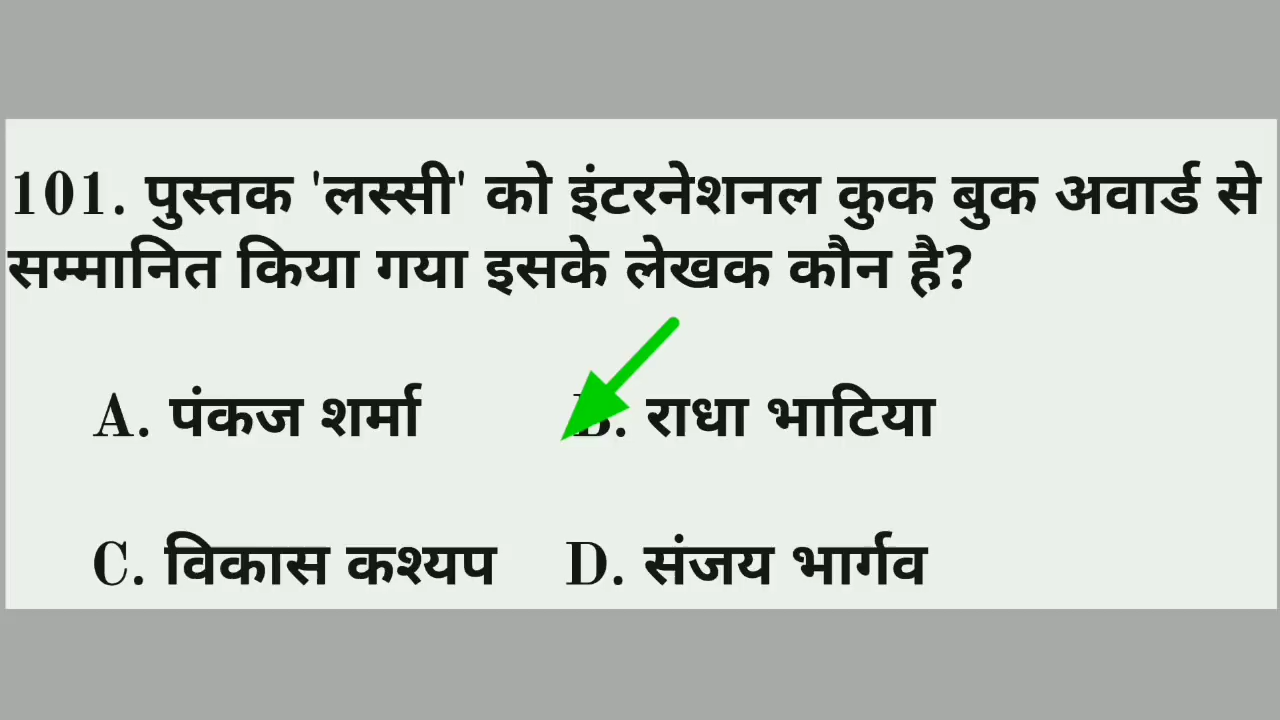 101. पुस्तक 'लस्सी' को इंटरनेशनल कुक बुक अवार्ड से
सम्मानित किया गया इसके लेखक कौन है?
A. पंकज शर्मा B. राधा भाटिया
C. विकास कश्यप D. संजय भार्गव